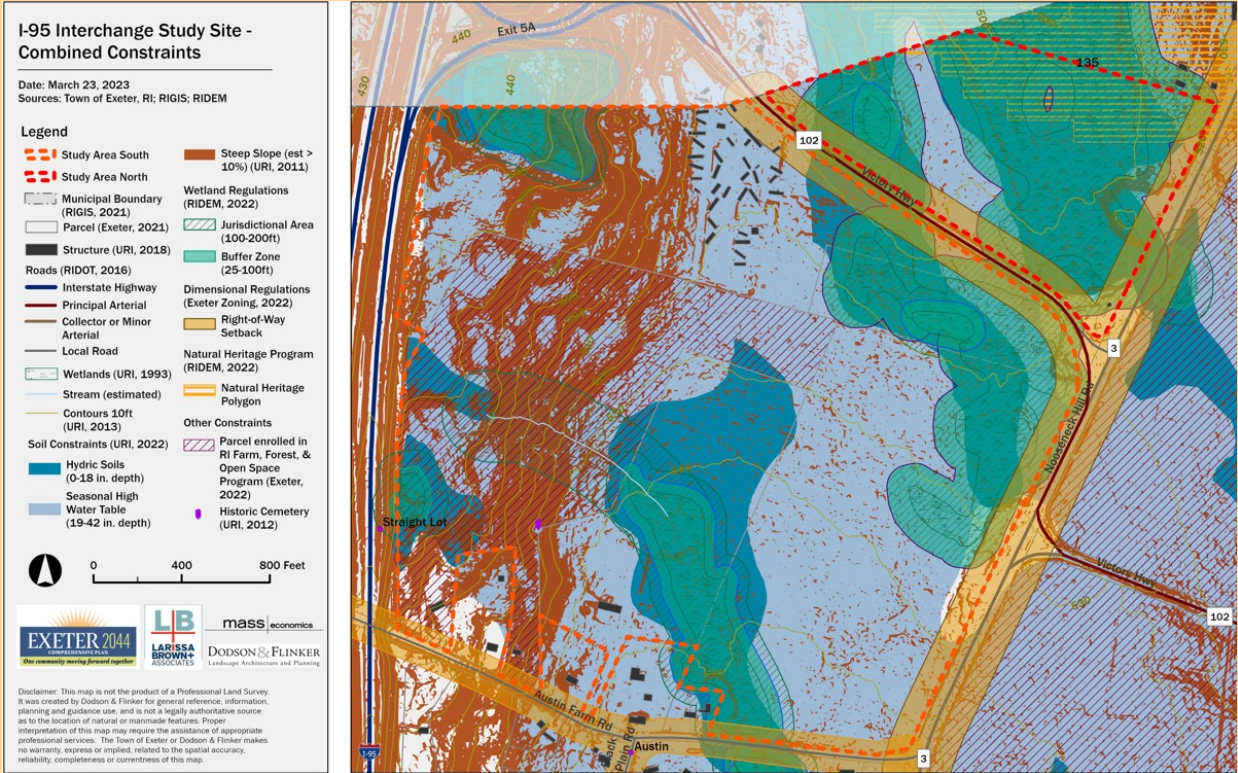 I-95 Interchange Study Site -
Combined Constraints
Date: March 23, 2023
Sources: Town of Exeter, RI; RIGIS; RIDEM
Legend
Study Area South
Study Area North
Municipal Boundary
(RIGIS, 2021)
Parcel (Exeter, 2021)
Structure (URI, 2018)
Roads (RIDOT, 2016)
Interstate Highway
Principal Arterial
Collector or Minor
Arterial
Local Road
Wetlands (URI, 1993)
Stream (estimated)
Contours 10ft
(URI, 2013)
Soil Constraints (URI, 2022)
Hydric Soils
(0-18 in. depth)
Seasonal High
Water Table
(19-42 in. depth)
Steep Slope (est >
10%) (URI, 2011)
Wetland Regulations
(RIDEM, 2022)
Jurisdictional Area
(100-200ft)
Buffer Zone
(25-100ft)
Dimensional Regulations
(Exeter Zoning, 2022)
Right-of-Way
Setback
Natural Heritage Program
(RIDEM, 2022)
Natural Heritage
Polygon
Other Constraints
Parcel enrolled in
RI Farm, Forest, &
Open Space
Program (Exeter,
2022)
Historic Cemetery
(URI, 2012)
0 400 800 Feet
EXETER 2044
COMPREHENSIVE PLAN
One community moving forward together
LB
LARISSA
BROWN+
ASSOCIATES
mass economics
DODSON & FLINKER
Landscape Architecture and Planning
Disclaimer: This map is not the product of a Professional Land Survey.
It was created by Dodson & Flinker for general reference, information,
planning and guidance use, and is not a legally authoritative source
as to the location of natural or manmade features. Proper
interpretation of this map may require the assistance of appropriate
professional services. The Town of Exeter or Dodson & Flinker makes
no warranty, express or implied, related to the spatial accuracy,
reliability, completeness or currentness of this map.
440
Exit 5A
430
440
500
510
135
102
Victory Hwy
3
Nooseneck Hill Rd
Straight Lot
Victory Hwy
530
102
Austin Farm Rd
Plain Rd
Austin
I-95
3